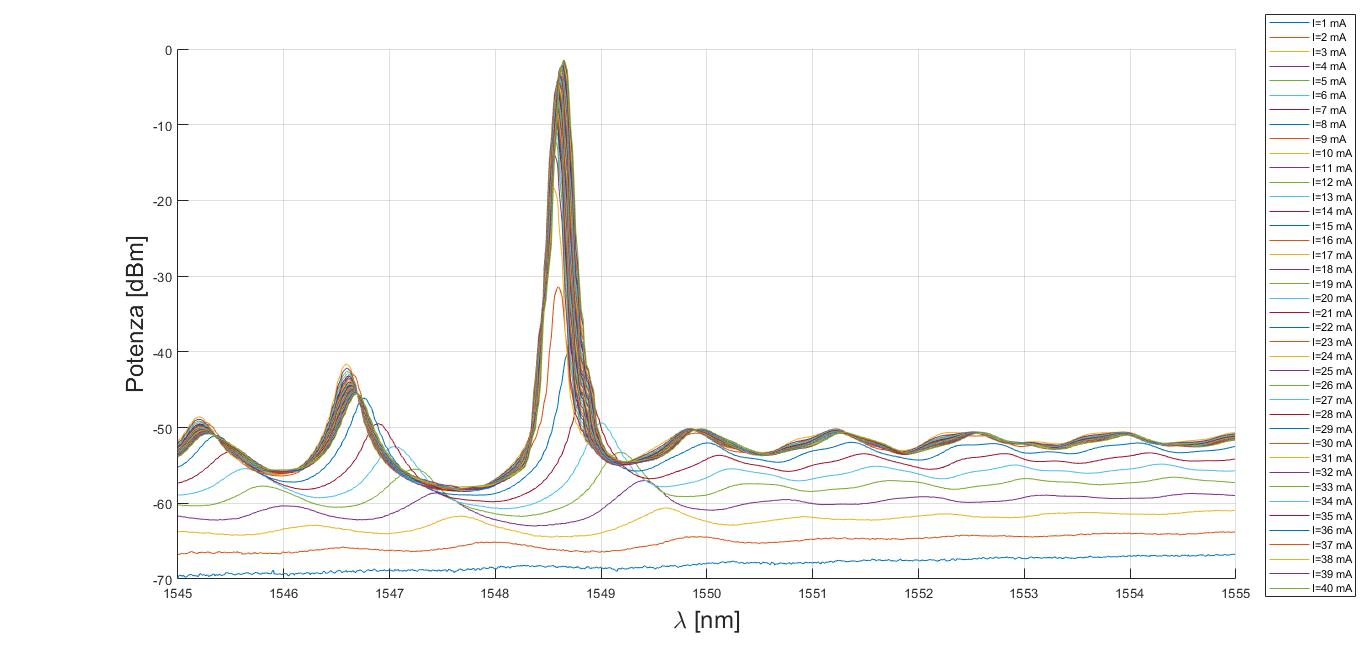 Potenza [dBm]
0
-10
-20
-30
-40
-50
-60
-70
1545 1546 1547 1548 1549 1550 1551 1552 1553 1554 1555
λ [nm]
I=1 mA
I=2 mA
I=3 mA
I=4 mA
I=5 mA
I=6 mA
I=7 mA
I=8 mA
I=9 mA
I=10 mA
I=11 mA
I=12 mA
I=13 mA
I=14 mA
I=15 mA
I=16 mA
I=17 mA
I=18 mA
I=19 mA
I=20 mA
I=21 mA
I=22 mA
I=23 mA
I=24 mA
I=25 mA
I=26 mA
I=27 mA
I=28 mA
I=29 mA
I=30 mA
I=31 mA
I=32 mA
I=33 mA
I=34 mA
I=35 mA
I=36 mA
I=37 mA
I=38 mA
I=39 mA
I=40 mA